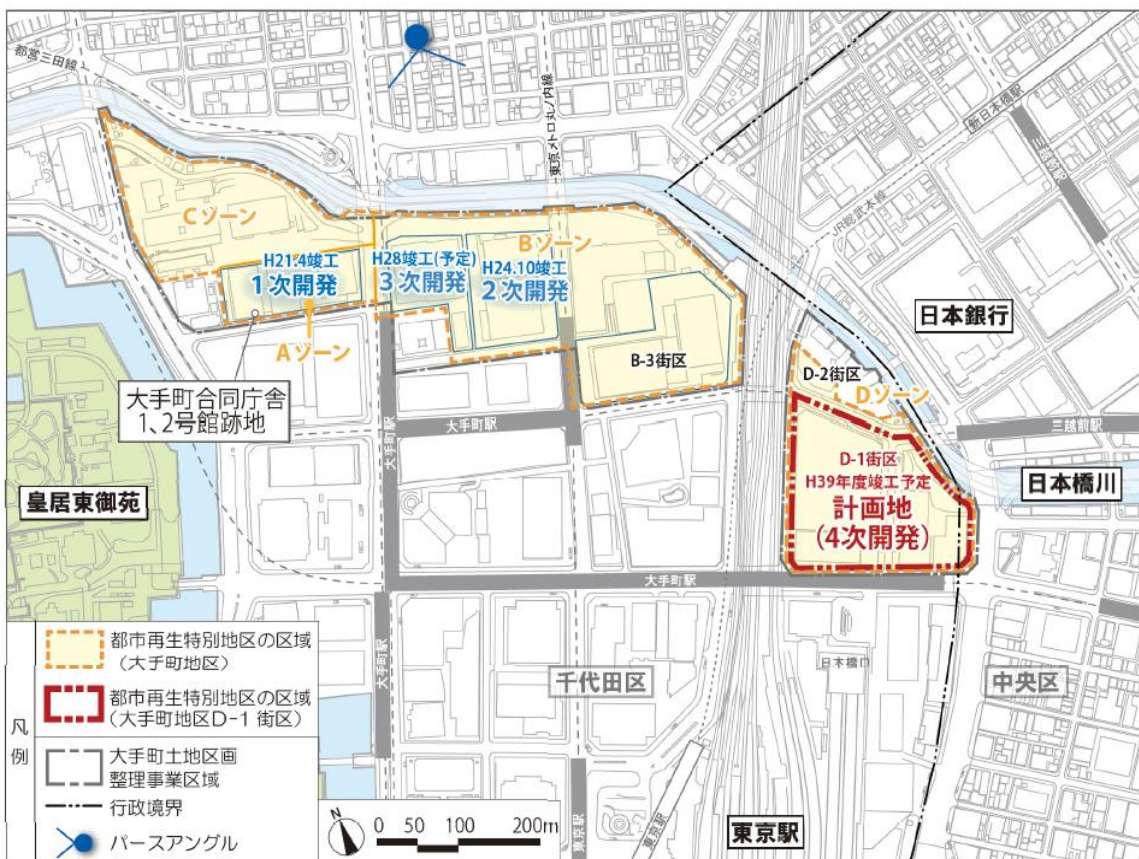 都営三田線
東京メトロ丸ノ内線
新日本橋駅
三越前駅
JR総武本線
Cゾーン
H21.4竣工
1次開発
H28竣工(予定)
3次開発
Bゾーン
H24.10竣工
2次開発
Aゾーン
B-3街区
日本銀行
D-2街区
Dゾーン
大手町合同庁舎
1、2号館跡地
大手町駅
大手町駅
三越前駅
D-1街区
H39年度竣工予定
計画地
(4次開発)
日本橋川
皇居東御苑
大手町駅
大手町駅
日本橋口
千代田区
中央区
東京駅
東京駅
東京駅
凡例
都市再生特別地区の区域
(大手町地区)
都市再生特別地区の区域
(大手町地区D-1 街区)
大手町土地区画
整理事業区域
行政境界
パースアングル
N
0 50 100 200m